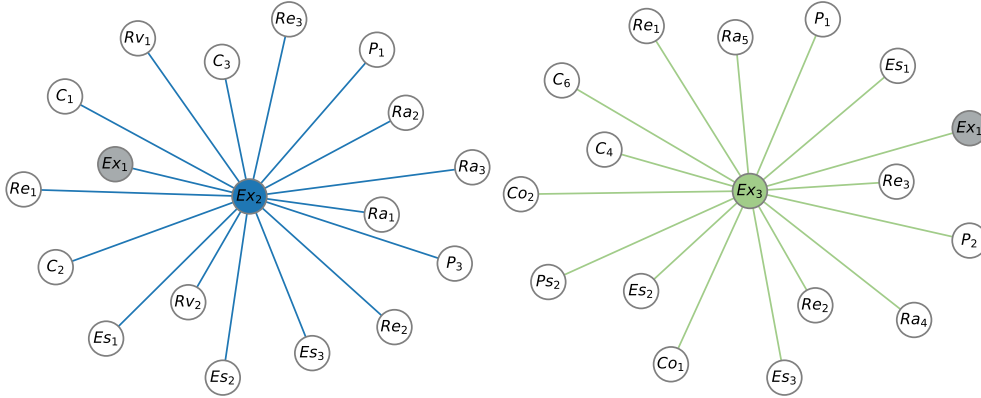 Re₃
Rv₁
P₁
C₃
C₁
Ra₂
Ex₁
Ra₃
Re₁
Ex₂
Ra₁
C₂
P₃
Rv₂
Es₁
Re₂
Es₃
Es₂
P₁
Re₁
Ra₅
Es₁
C₆
Ex₁
C₄
Re₃
Co₂
Ex₃
P₂
Ps₂
Es₂
Re₂
Ra₄
Co₁
Es₃